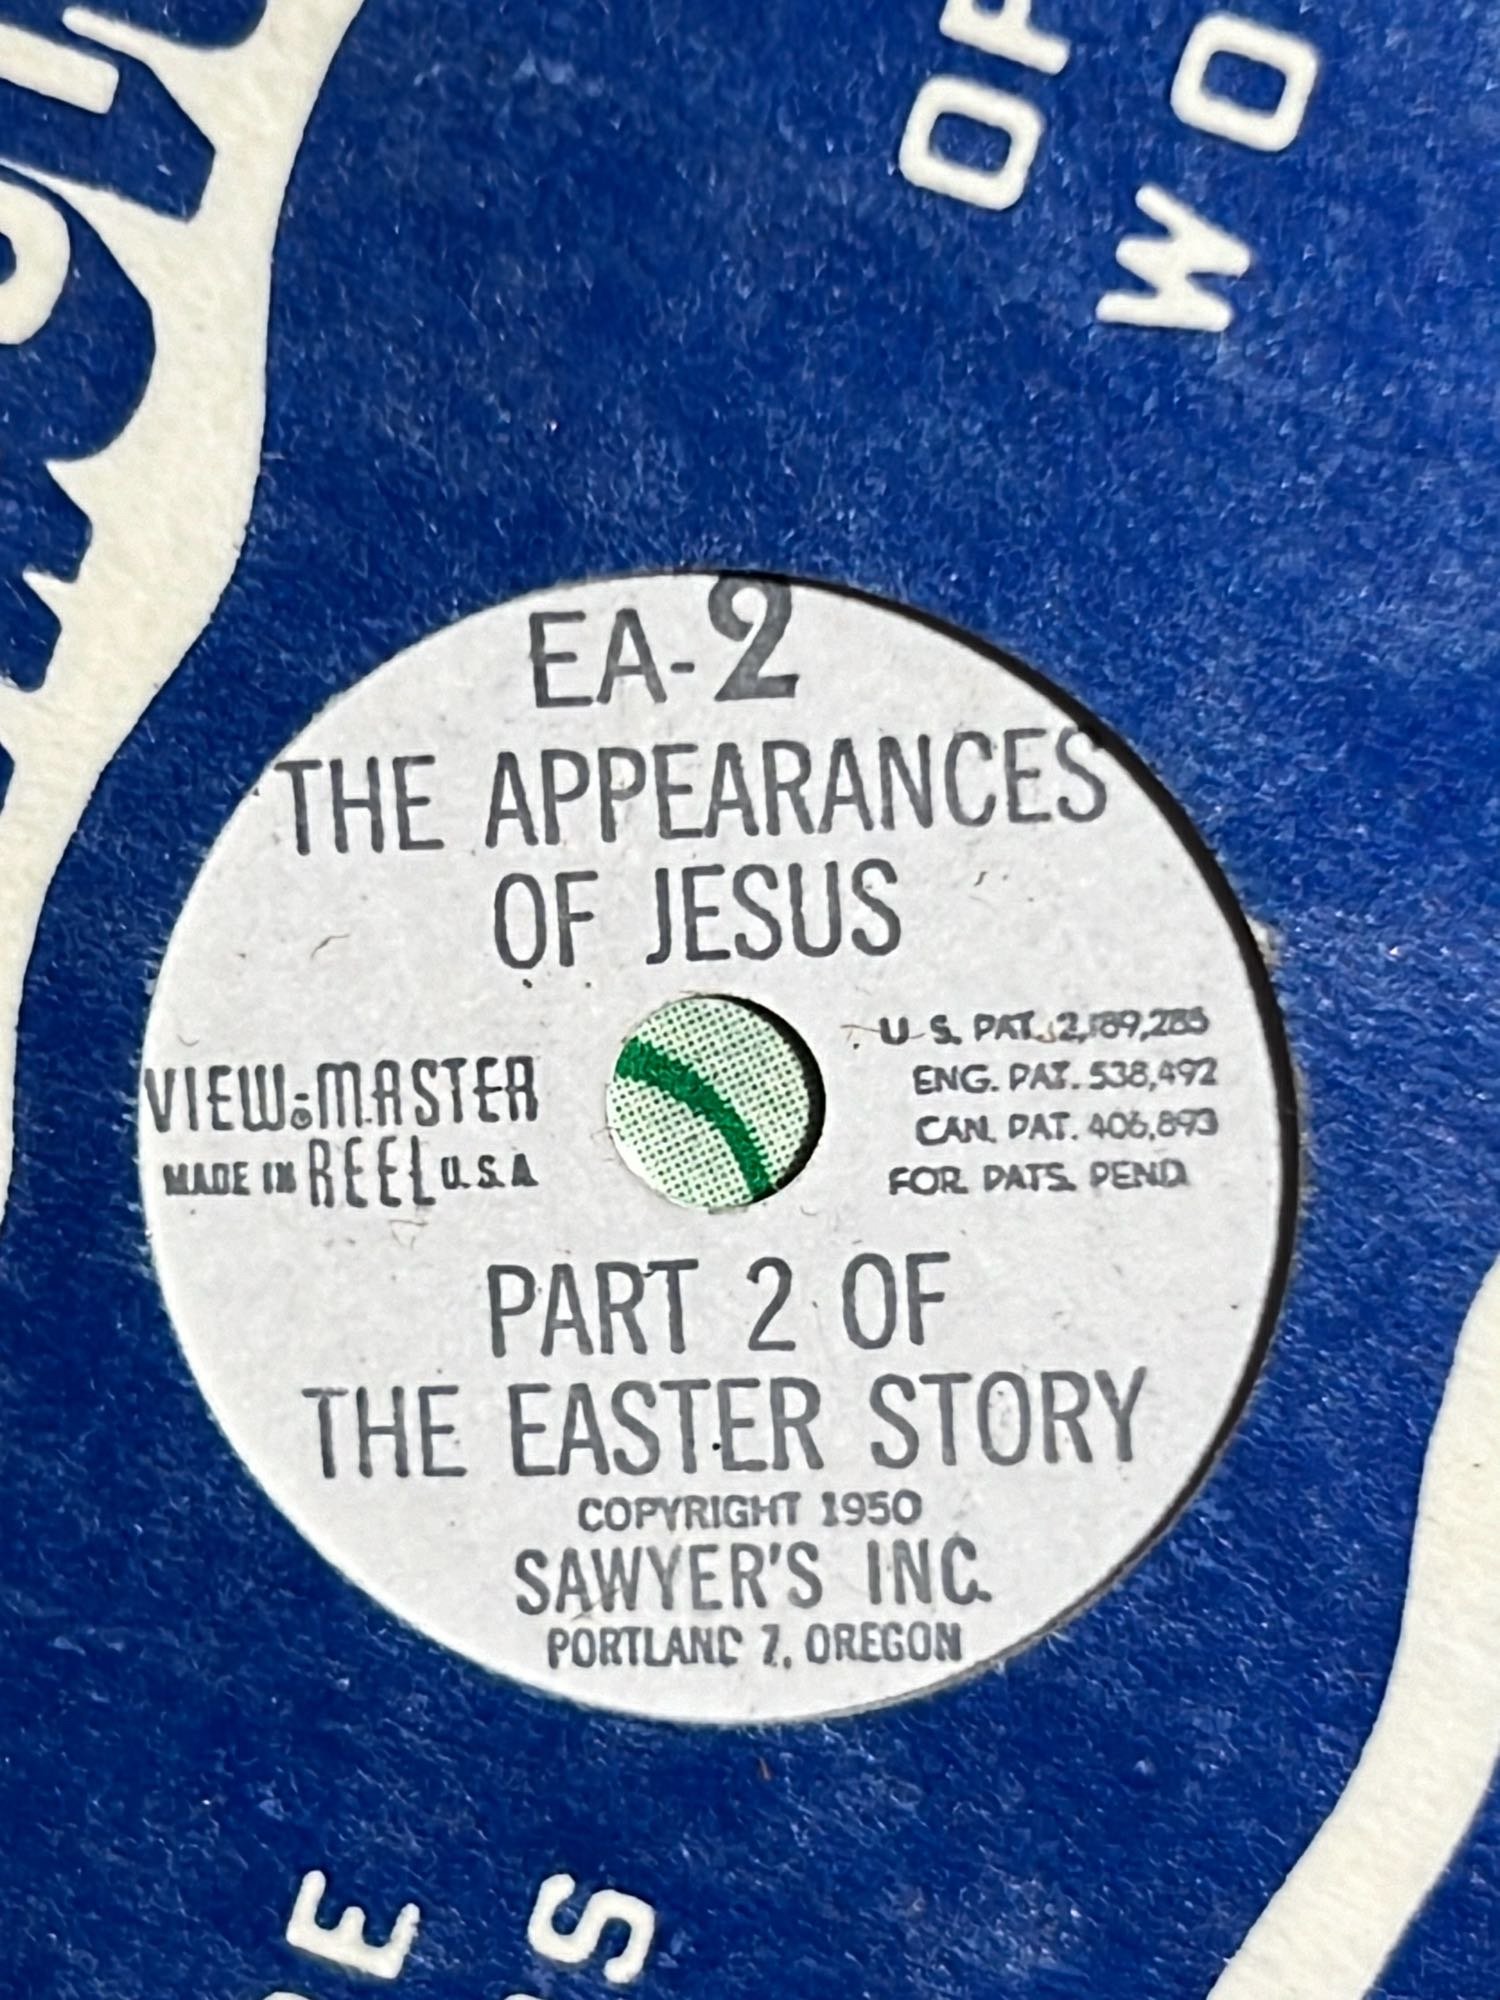 EA-2
THE APPEARANCES
OF JESUS
VIEW-MASTER
MADE IN REEL U.S.A
U. S. PAT. 2,189,285
ENG. PAT. 538,492
CAN. PAT. 406,893
FOR. PATS. PEND.
PART 2 OF
THE EASTER STORY
COPYRIGHT 1950
SAWYER'S INC.
PORTLAND 7, OREGON